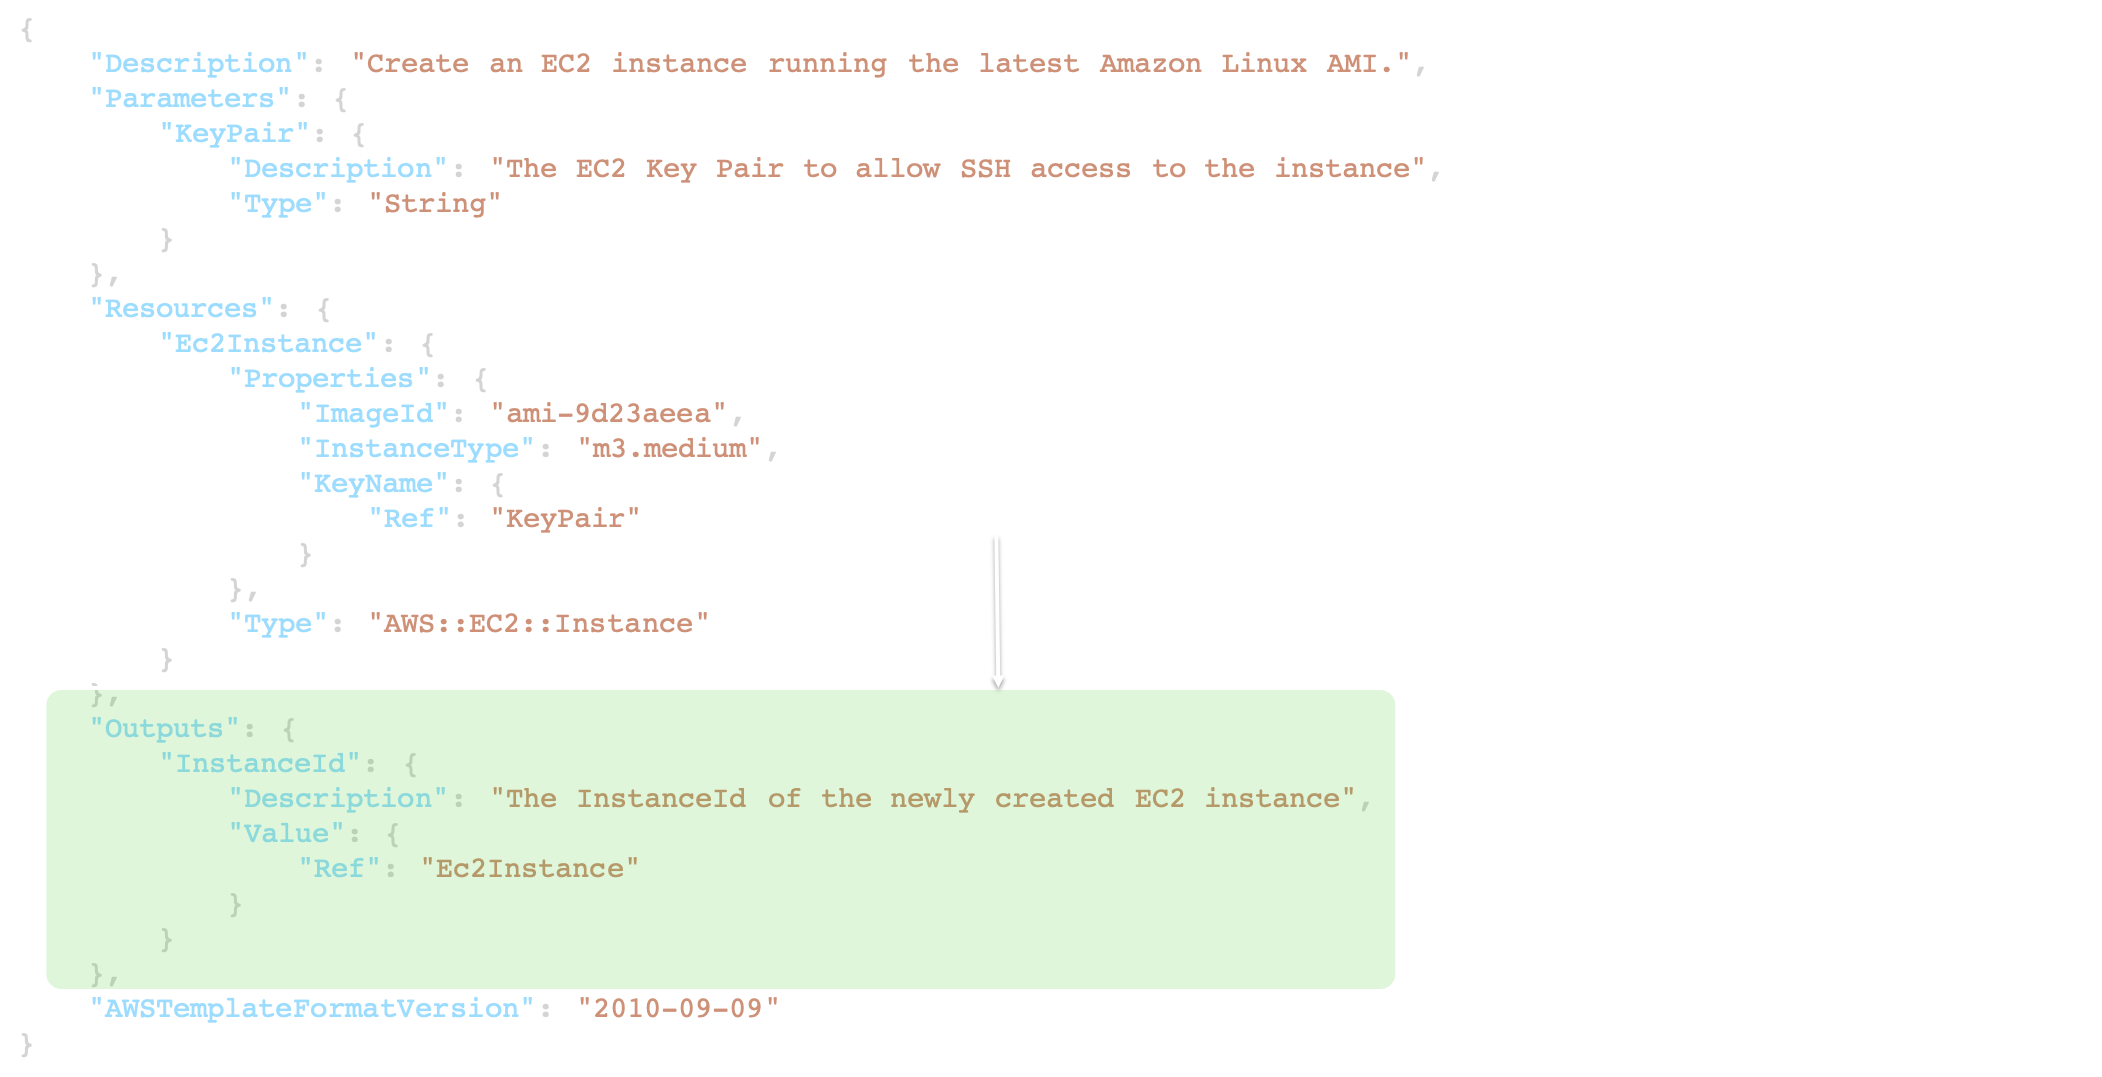 {
    "Description": "Create an EC2 instance running the latest Amazon Linux AMI.",
    "Parameters": {
        "KeyPair": {
            "Description": "The EC2 Key Pair to allow SSH access to the instance",
            "Type": "String"
        }
    },
    "Resources": {
        "Ec2Instance": {
            "Properties": {
                "ImageId": "ami-9d23aeea",
                "InstanceType": "m3.medium",
                "KeyName": {
                    "Ref": "KeyPair"
                }
            },
            "Type": "AWS::EC2::Instance"
        }
    },
    "Outputs": {
        "InstanceId": {
            "Description": "The InstanceId of the newly created EC2 instance",
            "Value": {
                "Ref": "Ec2Instance"
            }
        }
    },
    "AWSTemplateFormatVersion": "2010-09-09"
}